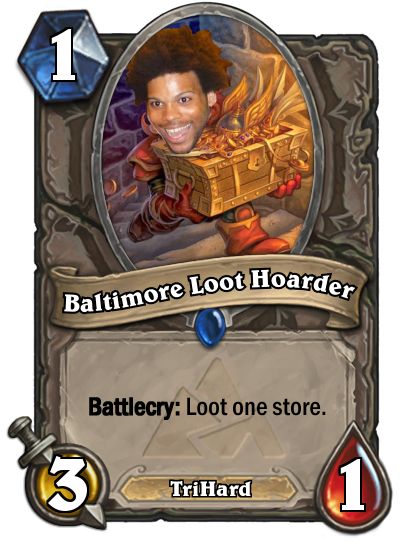 1
Baltimore Loot Hoarder
Battlecry: Loot one store.
3
TriHard
1